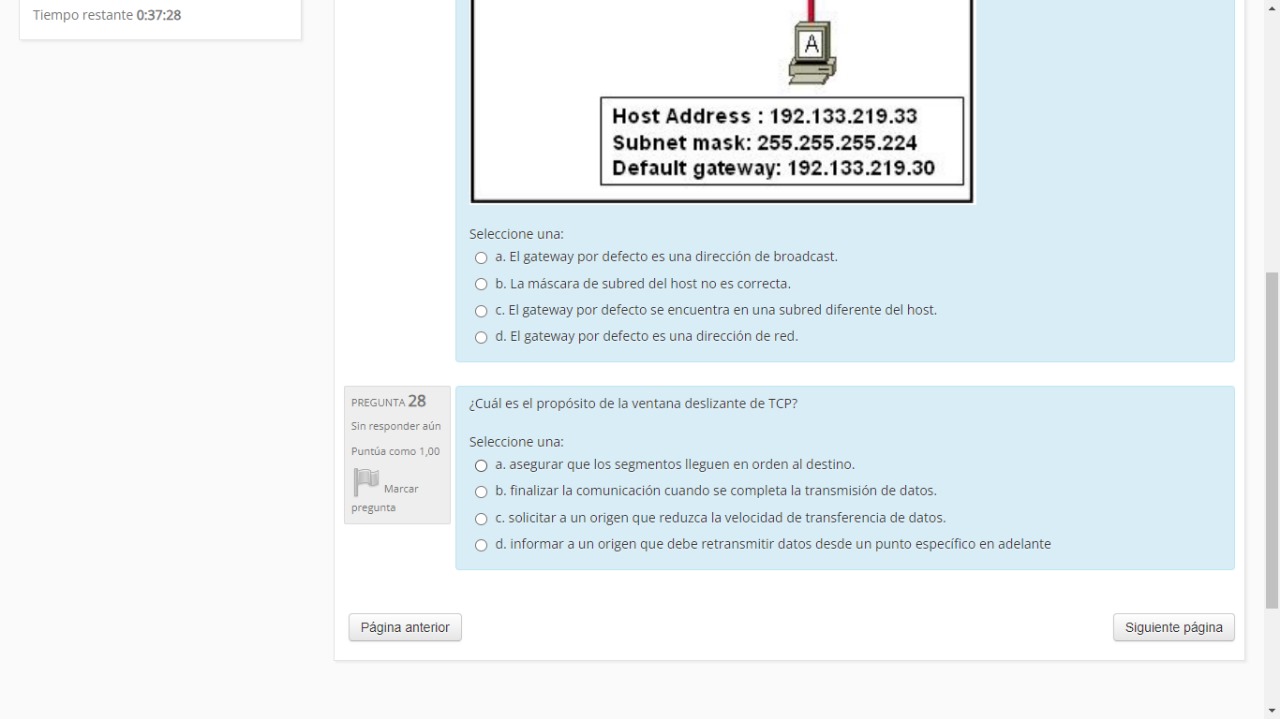 Tiempo restante 0:37:28
A
Host Address : 192.133.219.33
Subnet mask: 255.255.255.224
Default gateway: 192.133.219.30
Seleccione una:
a. El gateway por defecto es una dirección de broadcast.
b. La máscara de subred del host no es correcta.
c. El gateway por defecto se encuentra en una subred diferente del host.
d. El gateway por defecto es una dirección de red.
PREGUNTA 28
Sin responder aún
Puntúa como 1,00
Marcar
pregunta
¿Cuál es el propósito de la ventana deslizante de TCP?
Seleccione una:
a. asegurar que los segmentos lleguen en orden al destino.
b. finalizar la comunicación cuando se completa la transmisión de datos.
c. solicitar a un origen que reduzca la velocidad de transferencia de datos.
d. informar a un origen que debe retransmitir datos desde un punto específico en adelante
Página anterior
Siguiente página